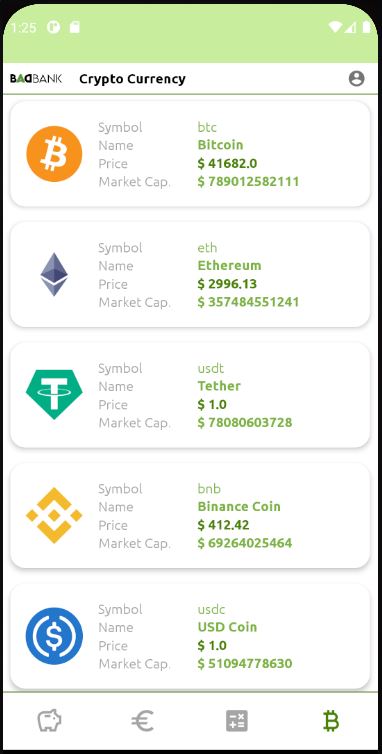 1:25
BADBANK Crypto Currency
Symbol btc
Name Bitcoin
Price $ 41682.0
Market Cap. $ 789012582111
Symbol eth
Name Ethereum
Price $ 2996.13
Market Cap. $ 357484551241
Symbol usdt
Name Tether
Price $ 1.0
Market Cap. $ 78080603728
Symbol bnb
Name Binance Coin
Price $ 412.42
Market Cap. $ 69264025464
Symbol usdc
Name USD Coin
Price $ 1.0
Market Cap. $ 51094778630